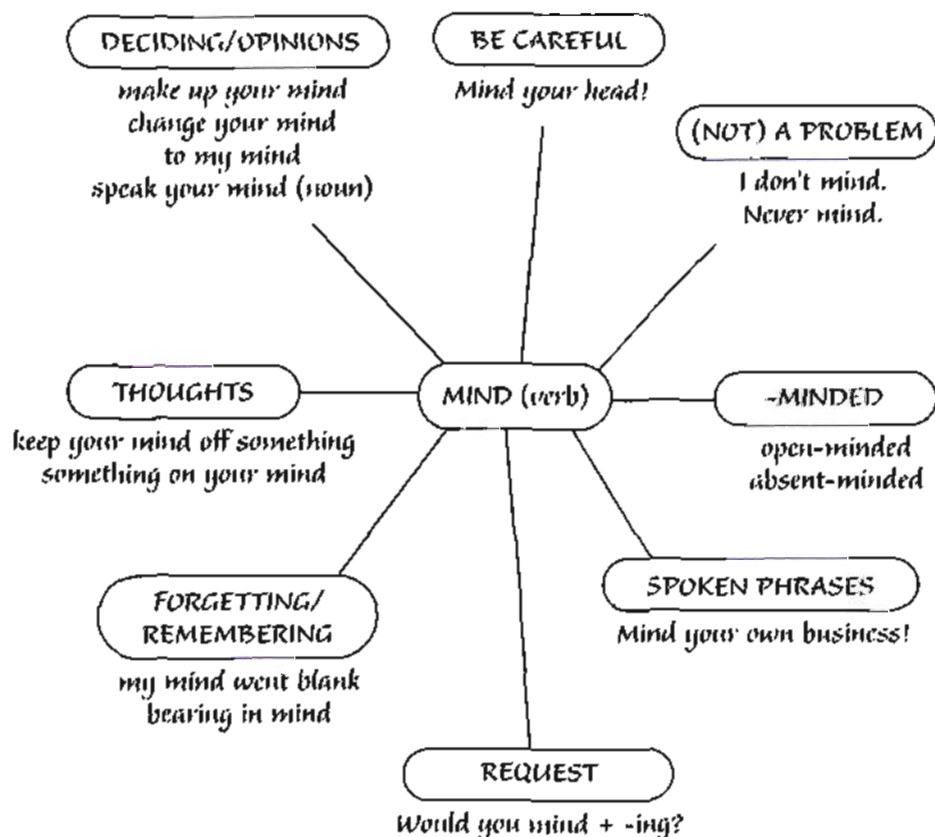 DECIDING/OPINIONS
make up your mind
change your mind
to my mind
speak your mind (noun)
BE CAREFUL
Mind your head!
(NOT) A PROBLEM
I don't mind.
Never mind.
THOUGHTS
keep your mind off something
something on your mind
MIND (verb)
-MINDED
open-minded
absent-minded
FORGETTING/
REMEMBERING
my mind went blank
bearing in mind
SPOKEN PHRASES
Mind your own business!
REQUEST
Would you mind + -ing?